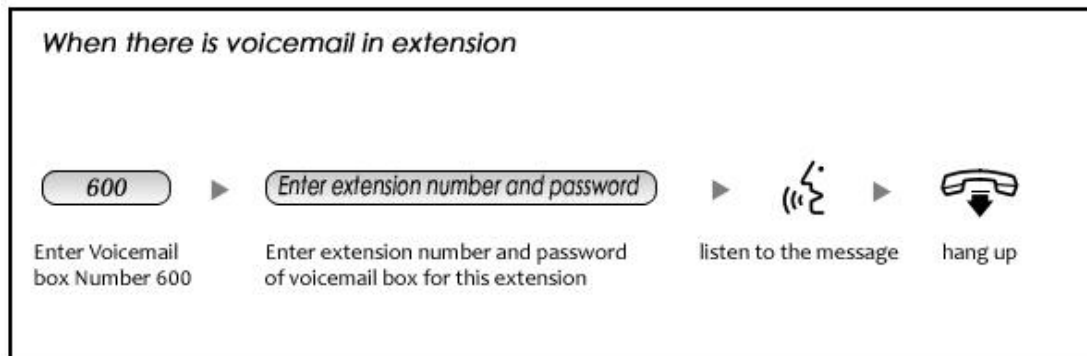 When there is voicemail in extension
600
Enter extension number and password
Enter Voicemail
box Number 600
Enter extension number and password
of voicemail box for this extension
listen to the message
hang up